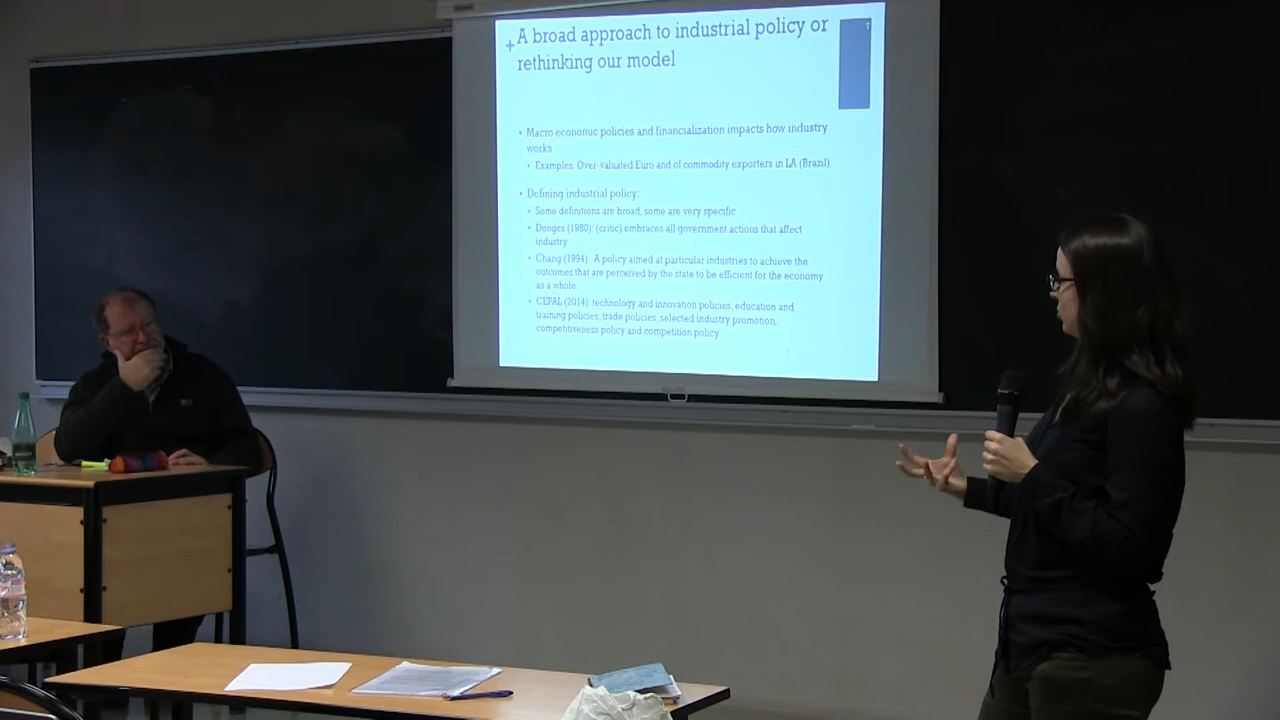 + A broad approach to industrial policy or
rethinking our model
7
• Macro economic policies and financialization impacts how industry
works
• Examples: Over-valued Euro and of commodity exporters in LA (Brazil)
• Defining industrial policy:
• Some definitions are broad, some are very specific
• Donges (1980): (critic) embraces all government actions that affect
industry
• Chang (1994): A policy aimed at particular industries to achieve the
outcomes that are perceived by the state to be efficient for the economy
as a whole.
• CEPAL (2014): technology and innovation policies, education and
training policies, trade policies, selected industry promotion,
competitiveness policy and competition policy